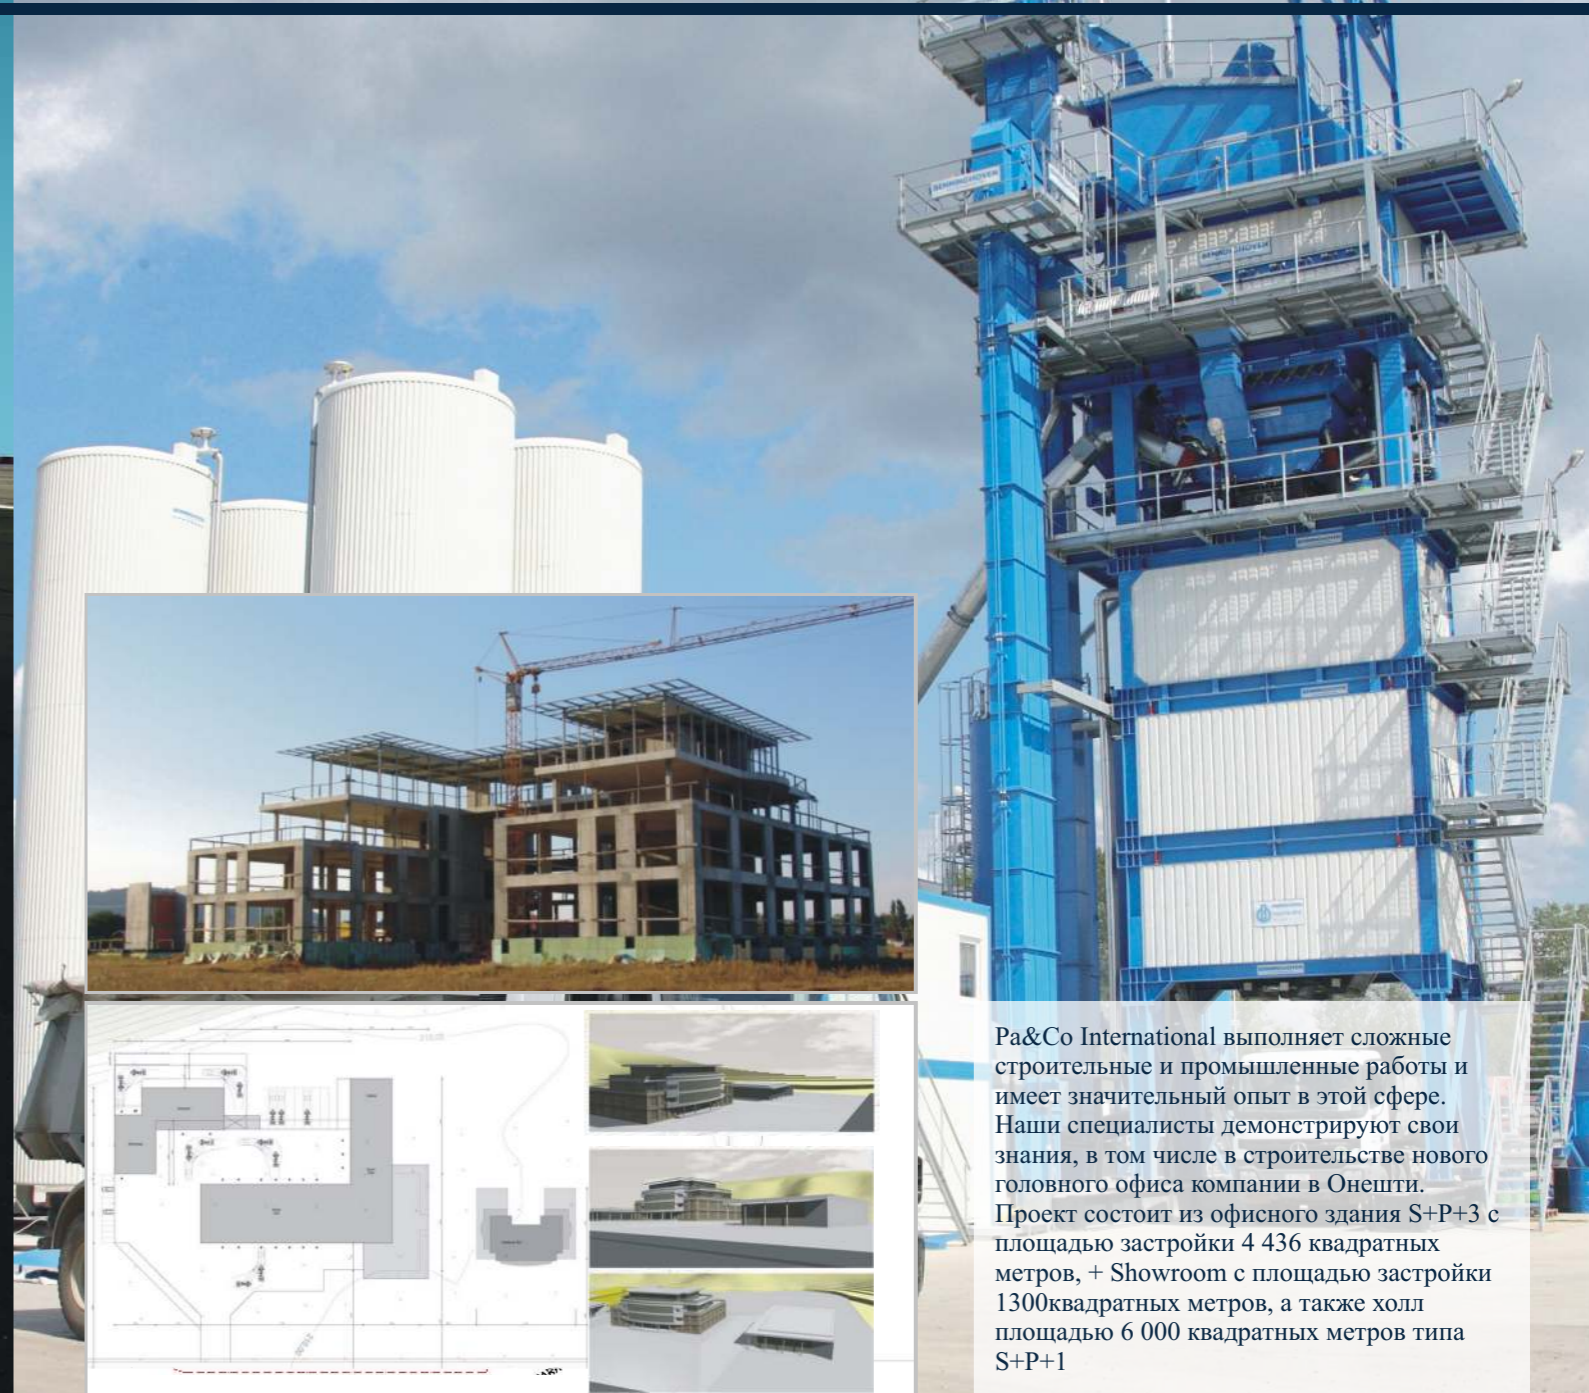 BENNINGHOVEN
BENNINGHOVEN
Pa&Co International выполняет сложные
строительные и промышленные работы и
имеет значительный опыт в этой сфере.
Наши специалисты демонстрируют свои
знания, в том числе в строительстве нового
головного офиса компании в Онешти.
Проект состоит из офисного здания S+P+3 с
площадью застройки 4 436 квадратных
метров, + Showroom с площадью застройки
1300квадратных метров, а также холл
площадью 6 000 квадратных метров типа
S+P+1